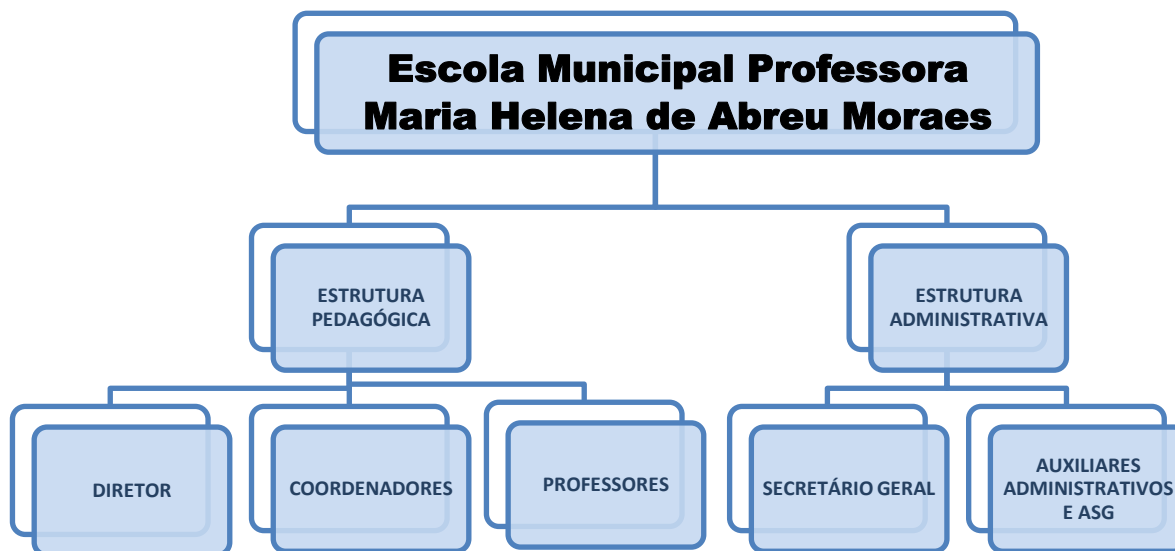 Escola Municipal Professora
Maria Helena de Abreu Moraes
ESTRUTURA
PEDAGÓGICA
ESTRUTURA
ADMINISTRATIVA
DIRETOR
COORDENADORES
PROFESSORES
SECRETÁRIO GERAL
AUXILIARES
ADMINISTRATIVOS
E ASG